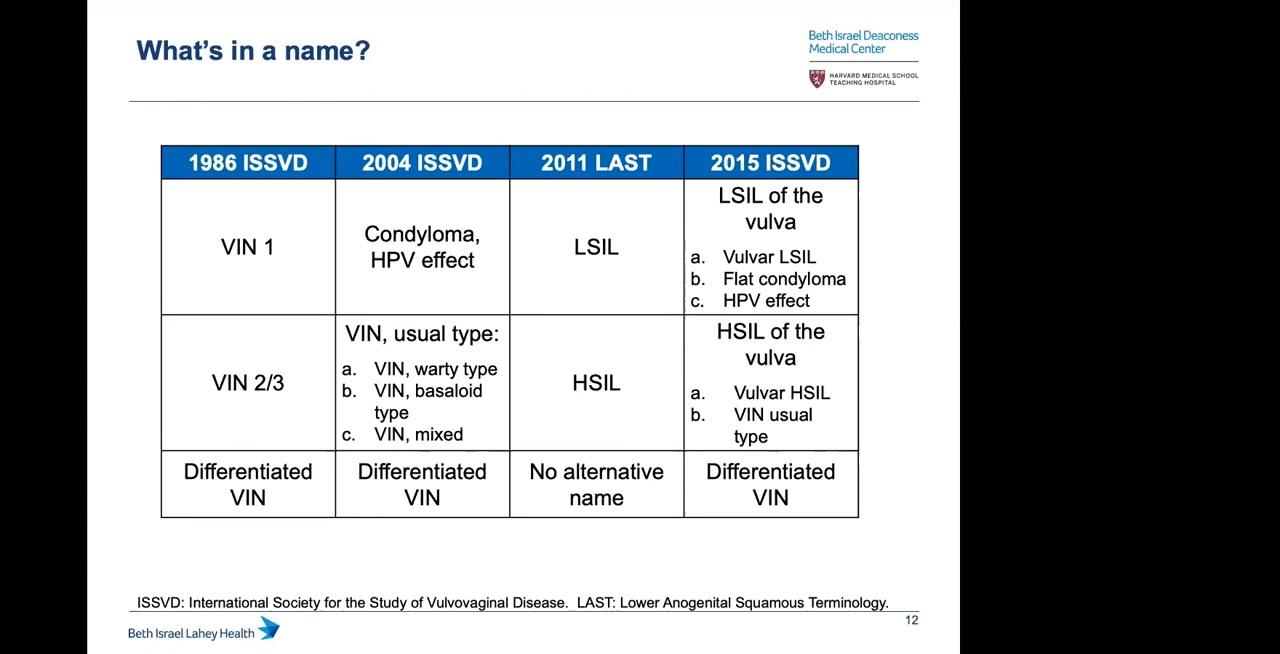 What's in a name?
Beth Israel Deaconess
Medical Center
HARVARD MEDICAL SCHOOL
TEACHING HOSPITAL
1986 ISSVD
2004 ISSVD
2011 LAST
2015 ISSVD
VIN 1
Condyloma,
HPV effect
LSIL
LSIL of the
vulva
a. Vulvar LSIL
b. Flat condyloma
c. HPV effect
VIN 2/3
VIN, usual type:
a. VIN, warty type
b. VIN, basaloid
type
c. VIN, mixed
HSIL
HSIL of the
vulva
a. Vulvar HSIL
b. VIN usual
type
Differentiated
VIN
Differentiated
VIN
No alternative
name
Differentiated
VIN
ISSVD: International Society for the Study of Vulvovaginal Disease. LAST: Lower Anogenital Squamous Terminology.
Beth Israel Lahey Health
12